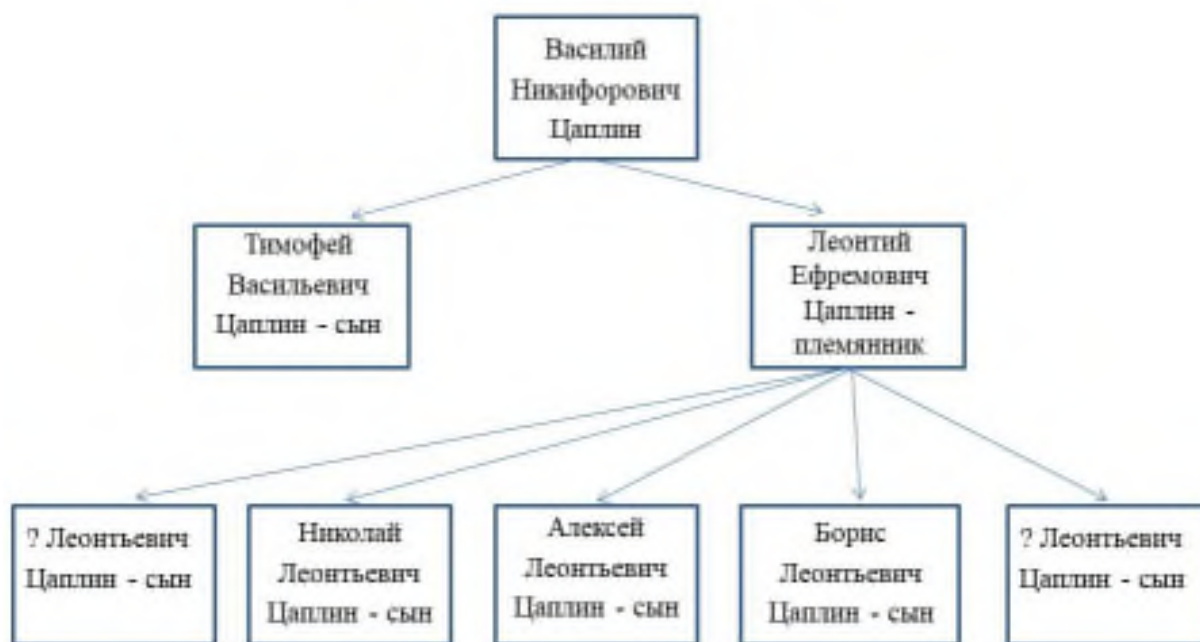 Василий
Никифорович
Цаплин
Тимофей
Васильевич
Цаплин - сын
Леонтий
Ефремович
Цаплин -
племянник
? Леонтьевич
Цаплин - сын
Николай
Леонтьевич
Цаплин - сын
Алексей
Леонтьевич
Цаплин - сын
Борис
Леонтьевич
Цаплин - сын
? Леонтьевич
Цаплин - сын